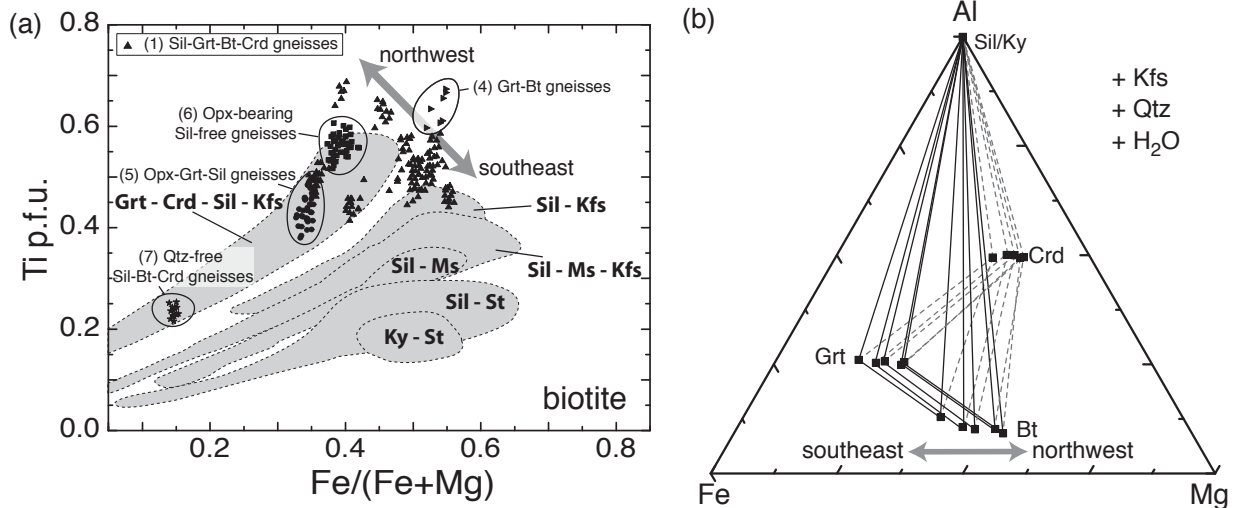 (a)
▲ (1) Sil-Grt-Bt-Crd gneisses
northwest
(4) Grt-Bt gneisses
(6) Opx-bearing
Sil-free gneisses
southeast
(5) Opx-Grt-Sil gneisses
Grt - Crd - Sil - Kfs
Sil - Kfs
(7) Qtz-free
Sil-Bt-Crd gneisses
Sil - Ms
Sil - Ms - Kfs
Sil - St
Ky - St
biotite
0.8
0.6
0.4
0.2
0.0
Ti p.f.u.
0.2
0.4
0.6
0.8
Fe/(Fe+Mg)
(b)
Al
Sil/Ky
+ Kfs
+ Qtz
+ H2O
Crd
Grt
Bt
southeast
northwest
Fe
Mg